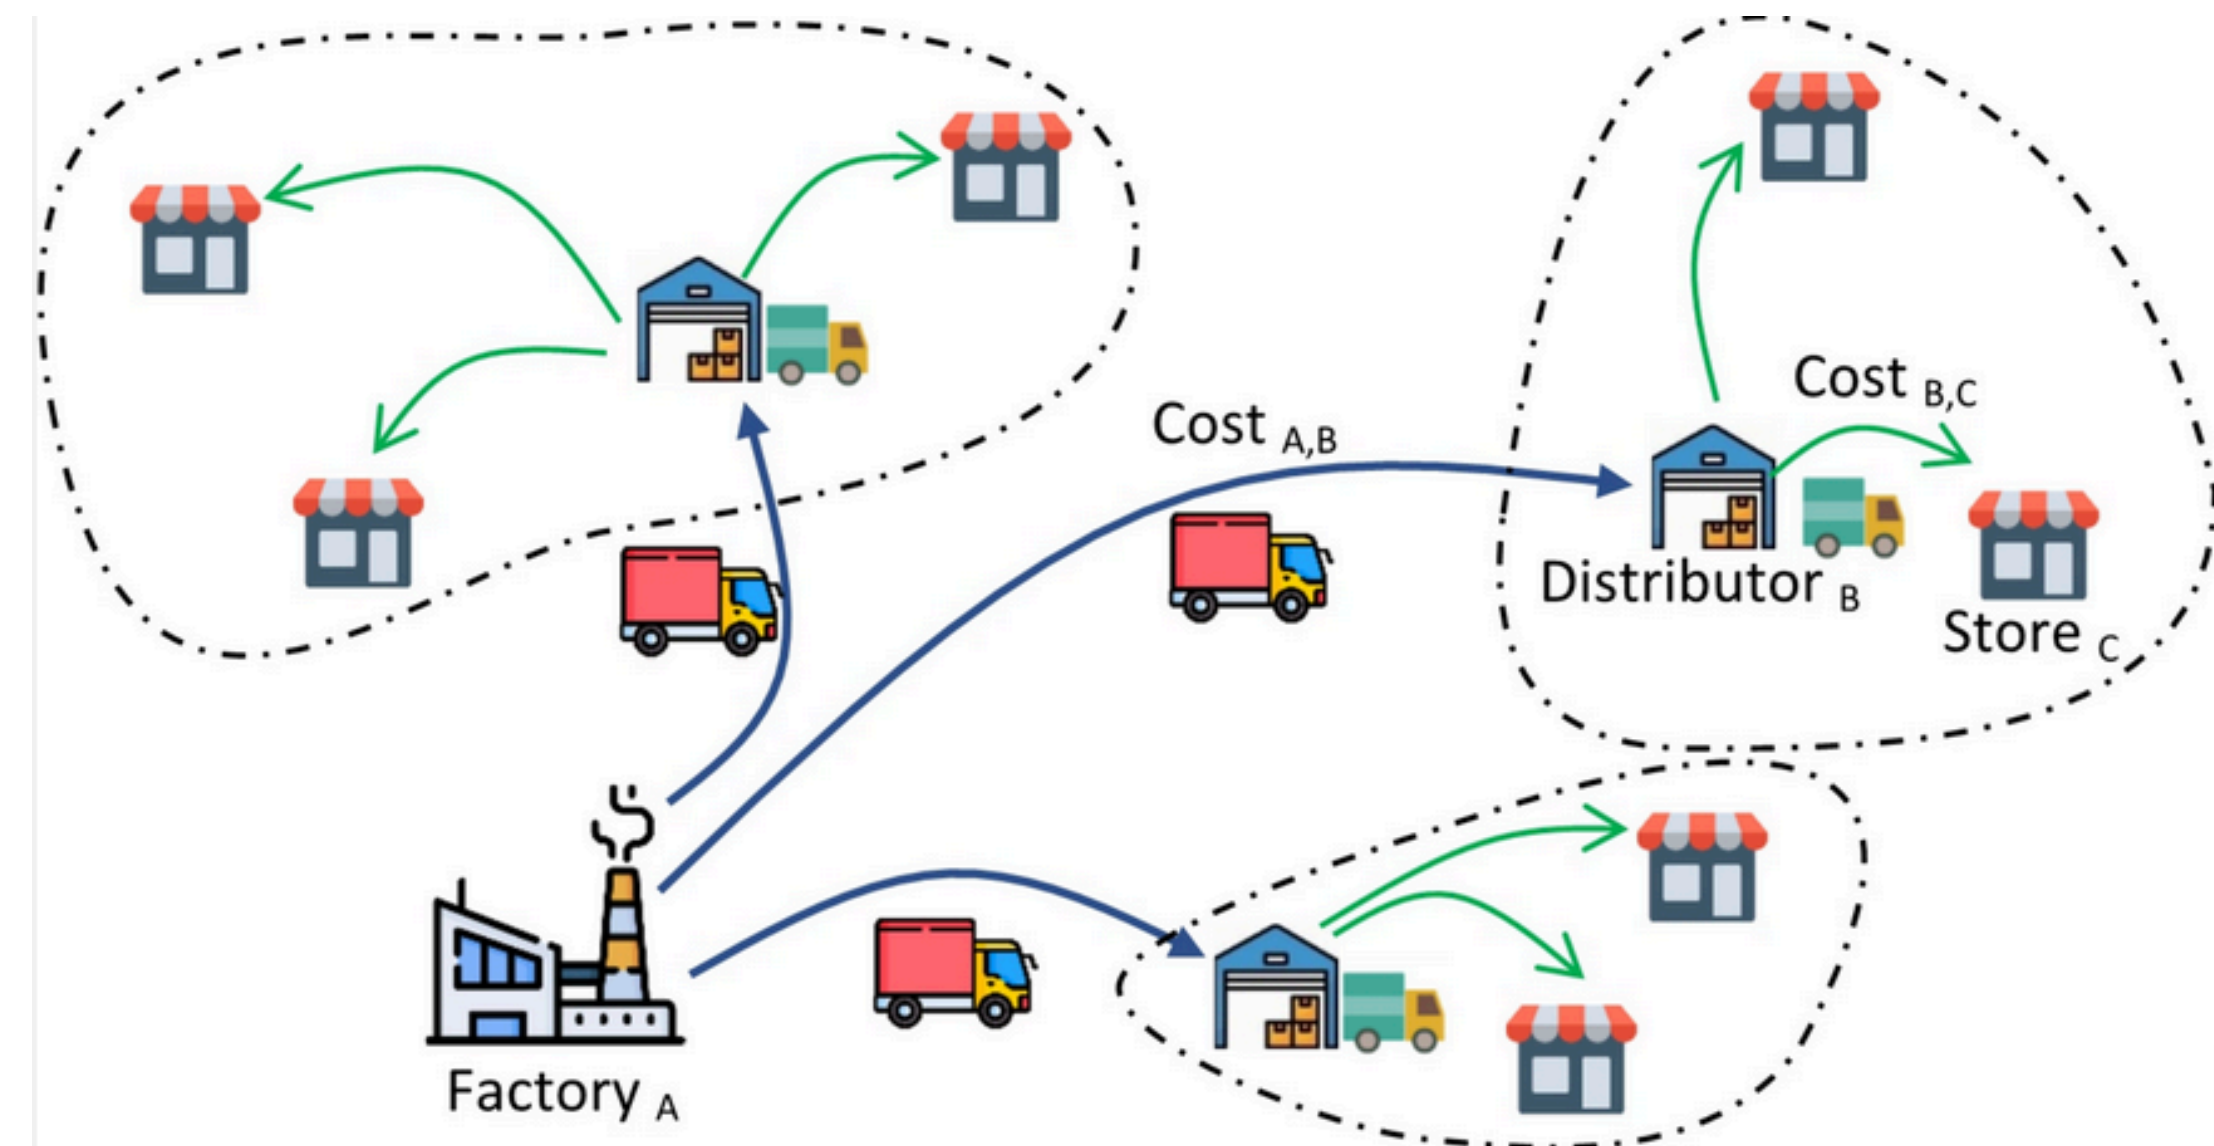 Cost B,C
Cost A,B
Distributor B
Store C
Factory A